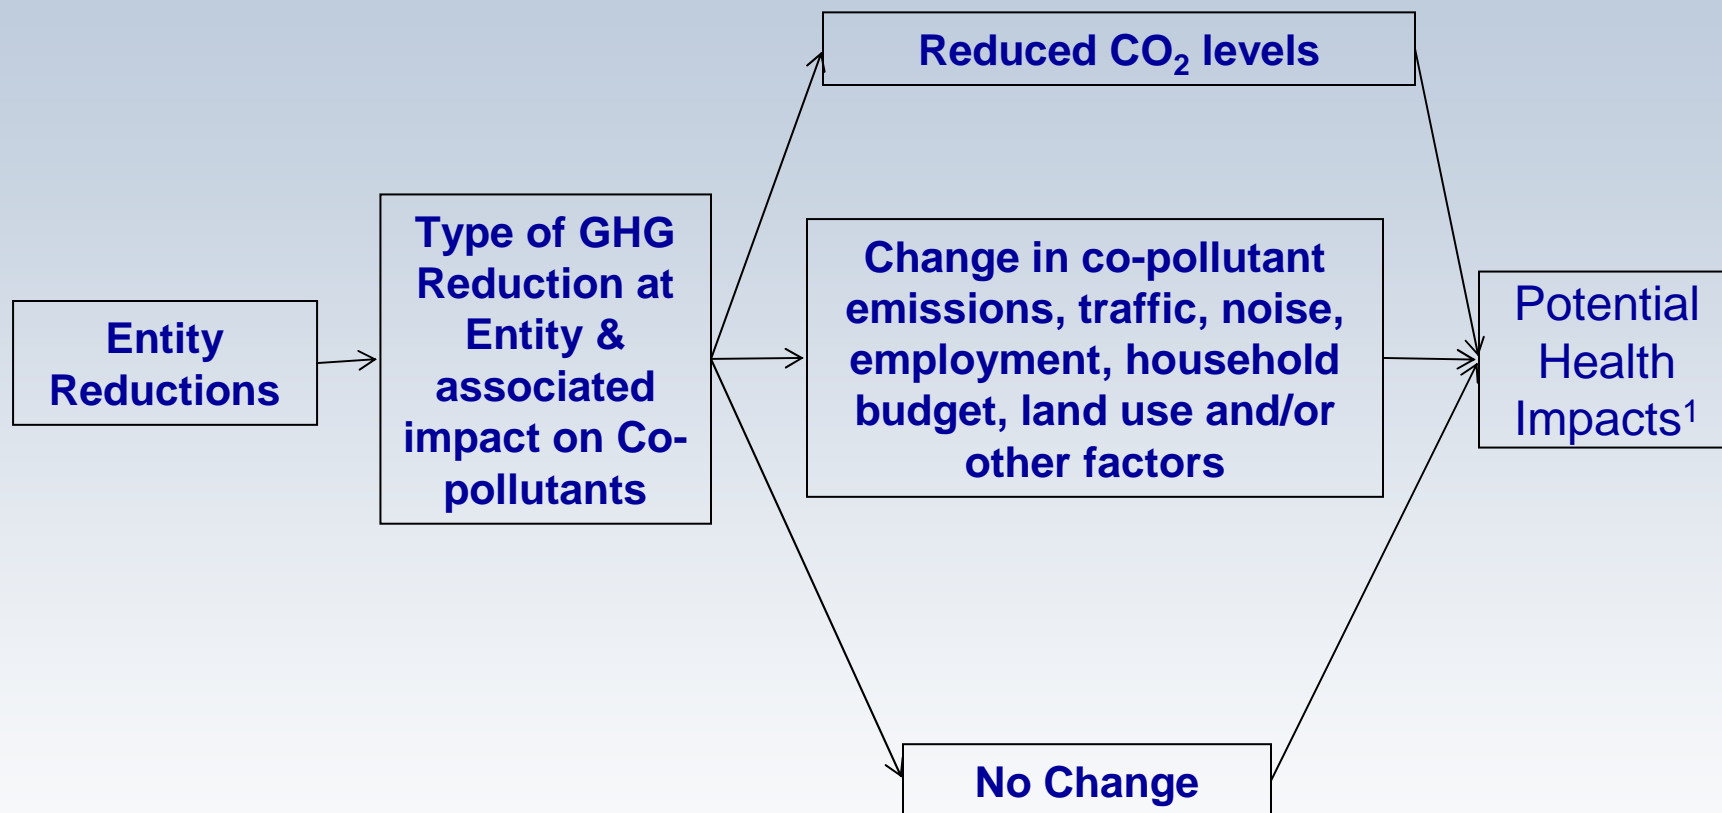 Reduced CO₂ levels
Type of GHG
Reduction at
Entity &
associated
impact on Co-
pollutants
Change in co-pollutant
emissions, traffic, noise,
employment, household
budget, land use and/or
other factors
Entity
Reductions
Potential
Health
Impacts¹
No Change